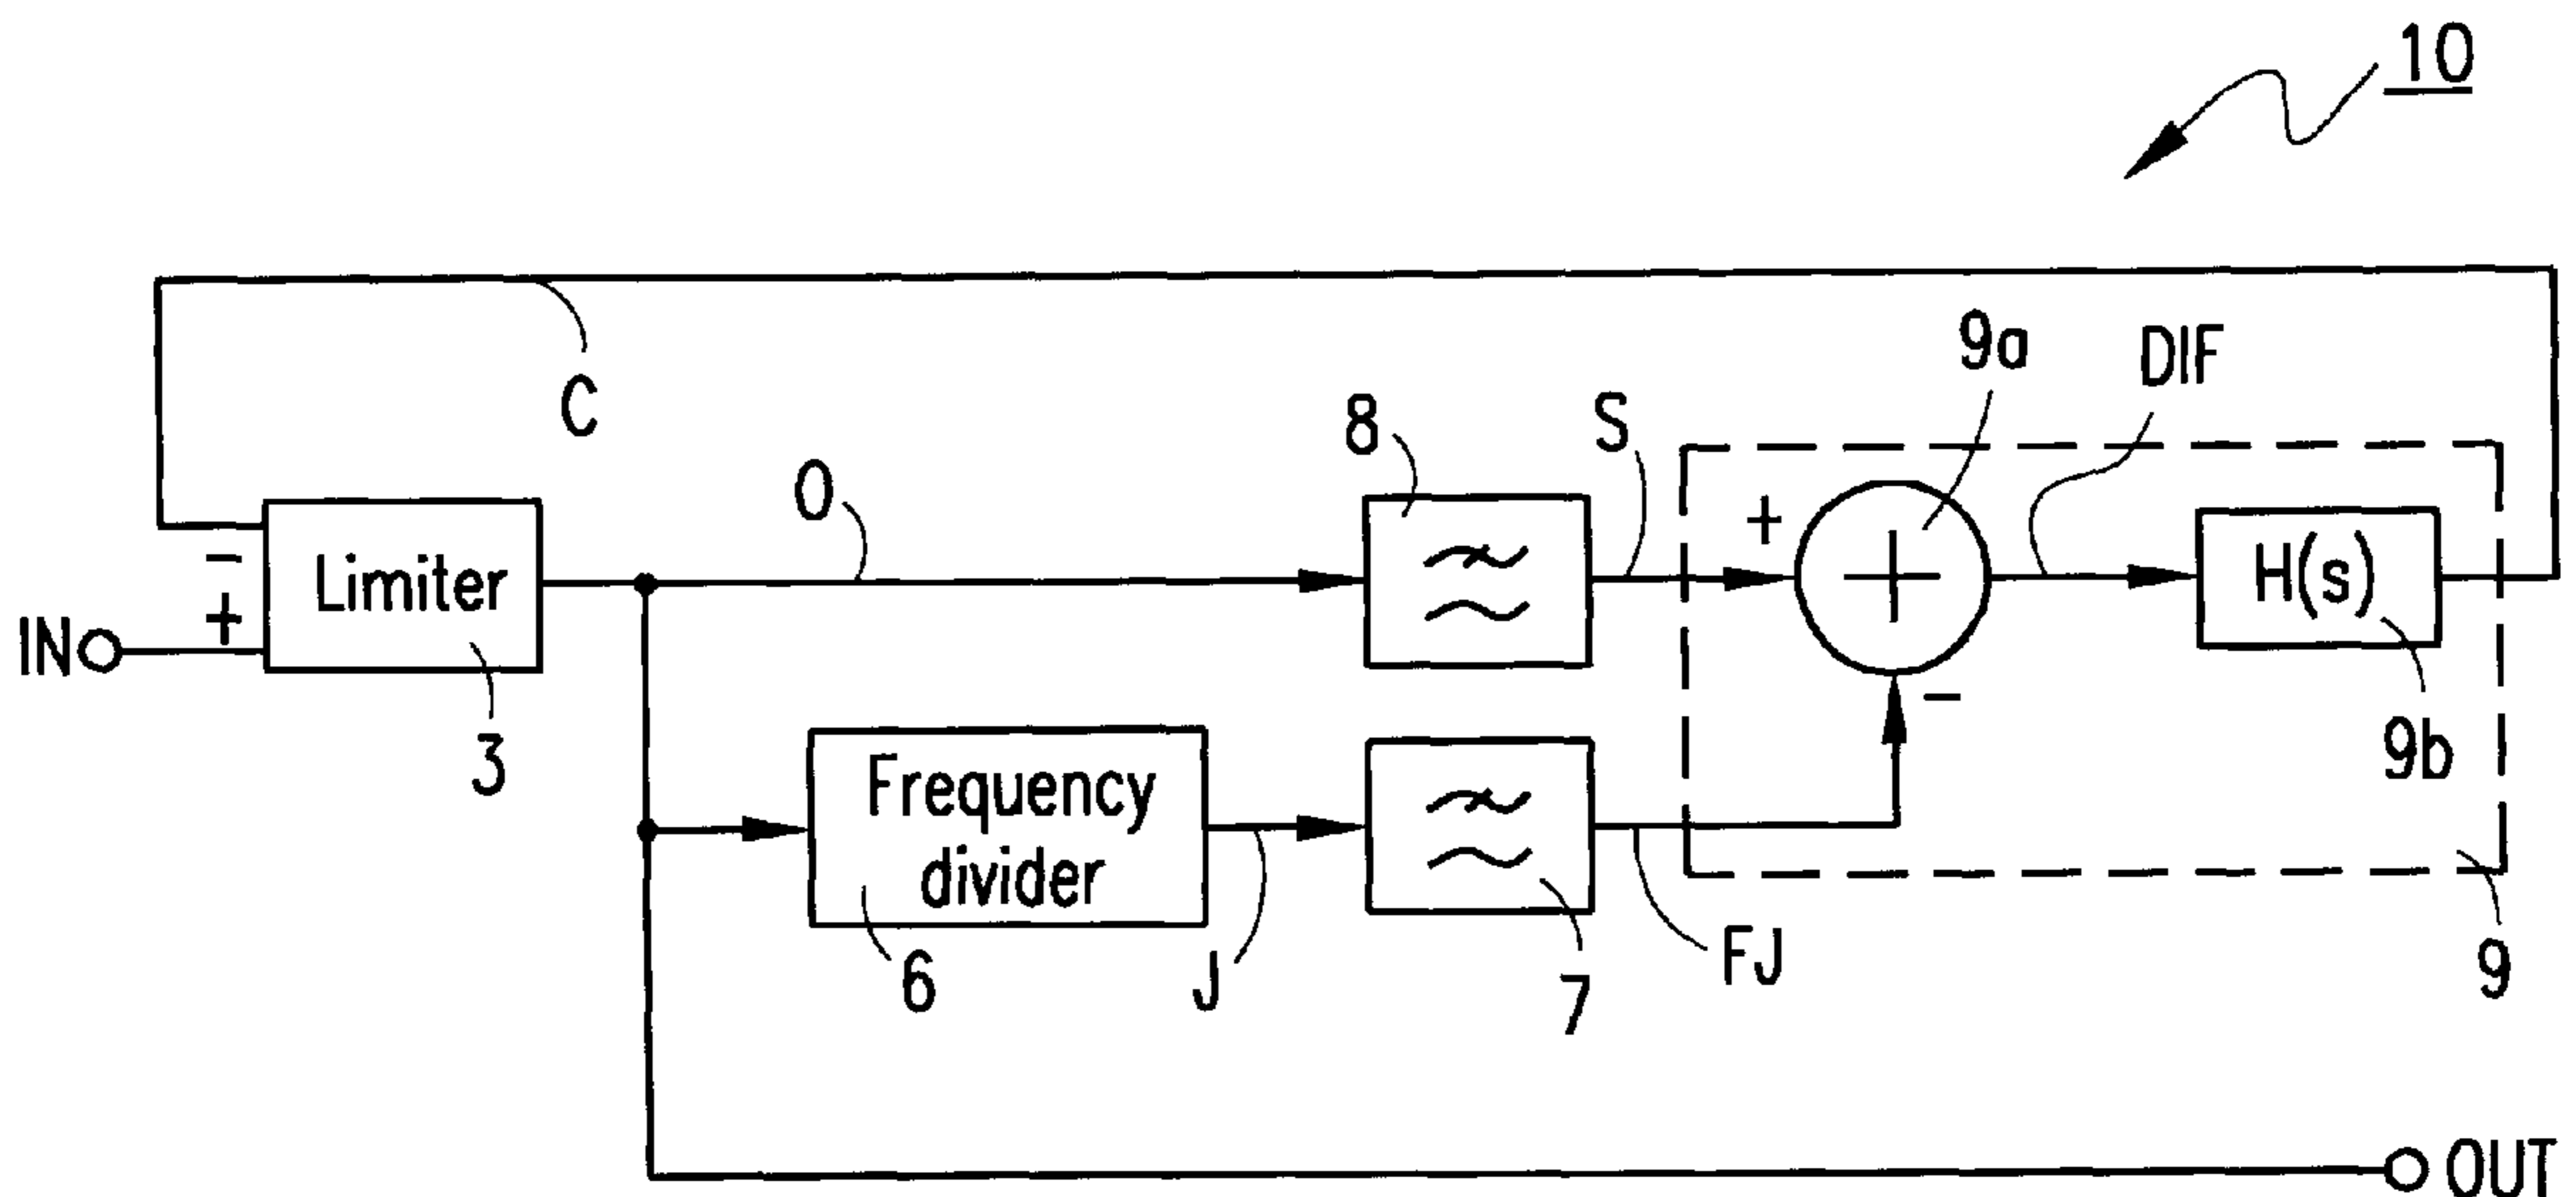 10
C
O
8
S
9a
DIF
Limiter
-
+
IN
3
+
-
H(s)
9b
Frequency
divider
6
J
7
FJ
9
OUT